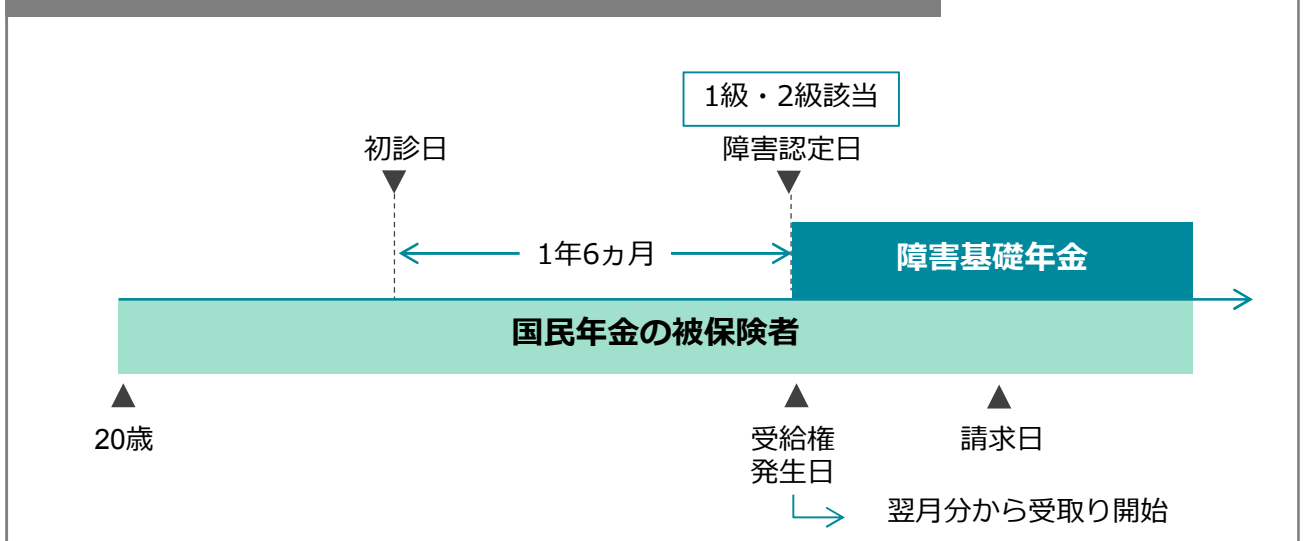 1級・2級該当
初診日
障害認定日
1年6ヵ月
障害基礎年金
国民年金の被保険者
20歳
受給権
発生日
請求日
翌月分から受取り開始